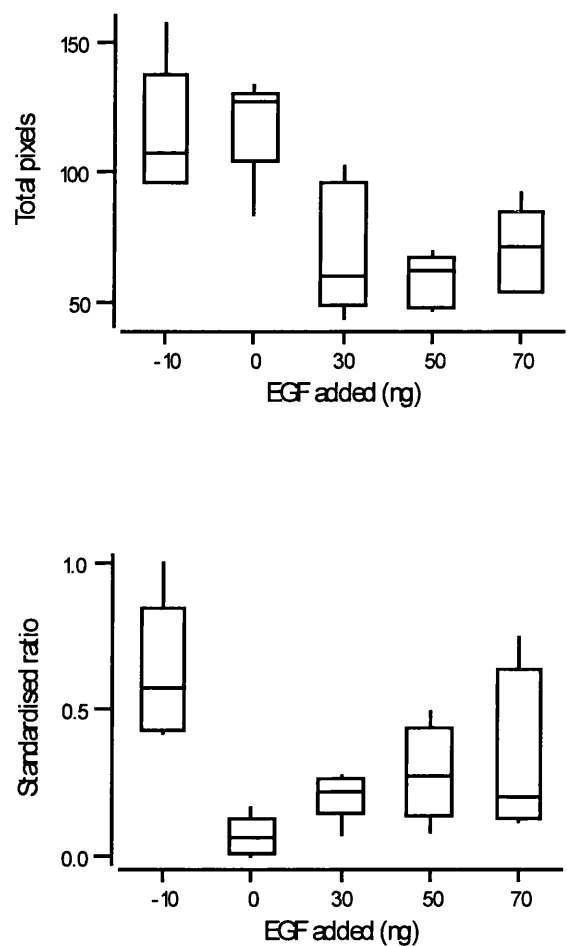 Total pixels
150
100
50
-10 0 30 50 70
EGF added (ng)
Standardised ratio
1.0
0.5
0.0
-10 0 30 50 70
EGF added (ng)